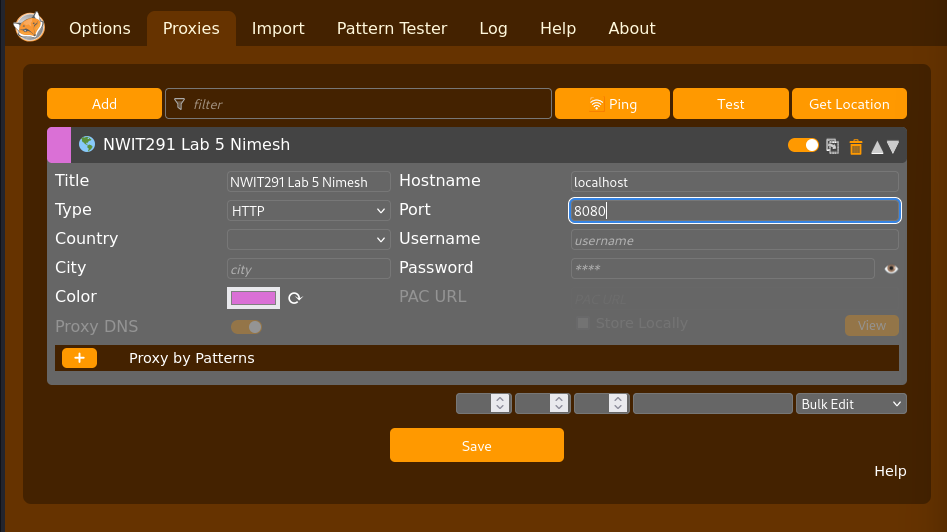 Options Proxies Import Pattern Tester Log Help About
Add filter Ping Test Get Location
NWIT291 Lab 5 Nimesh
Title NWIT291 Lab 5 Nimesh Hostname localhost
Type HTTP Port 8080
Country Username username
City city Password ****
Color PAC URL PAC URL
Store Locally View
Proxy DNS
+ Proxy by Patterns
Bulk Edit
Save
Help